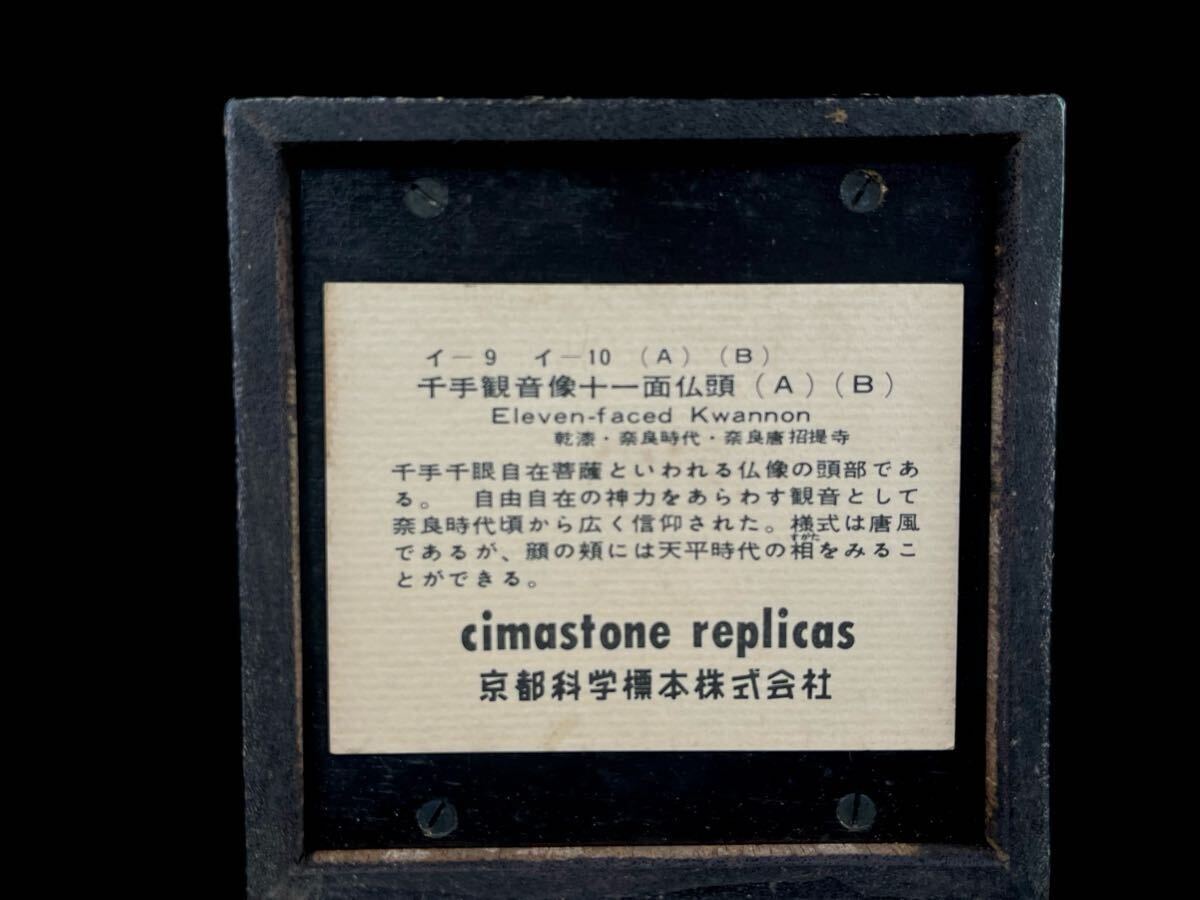 イ－9　イ－10　（A）　（B）
千手観音像十一面仏頭（A）（B）
Eleven-faced Kwannon
乾漆・奈良時代・奈良唐招提寺
千手千眼自在菩薩といわれる仏像の頭部であ
る。　自由自在の神力をあらわす観音として
奈良時代頃から広く信仰された。様式は唐風
であるが、顔の頬には天平時代の相をみるこ
すがた
とができる。
cimastone replicas
京都科学標本株式会社